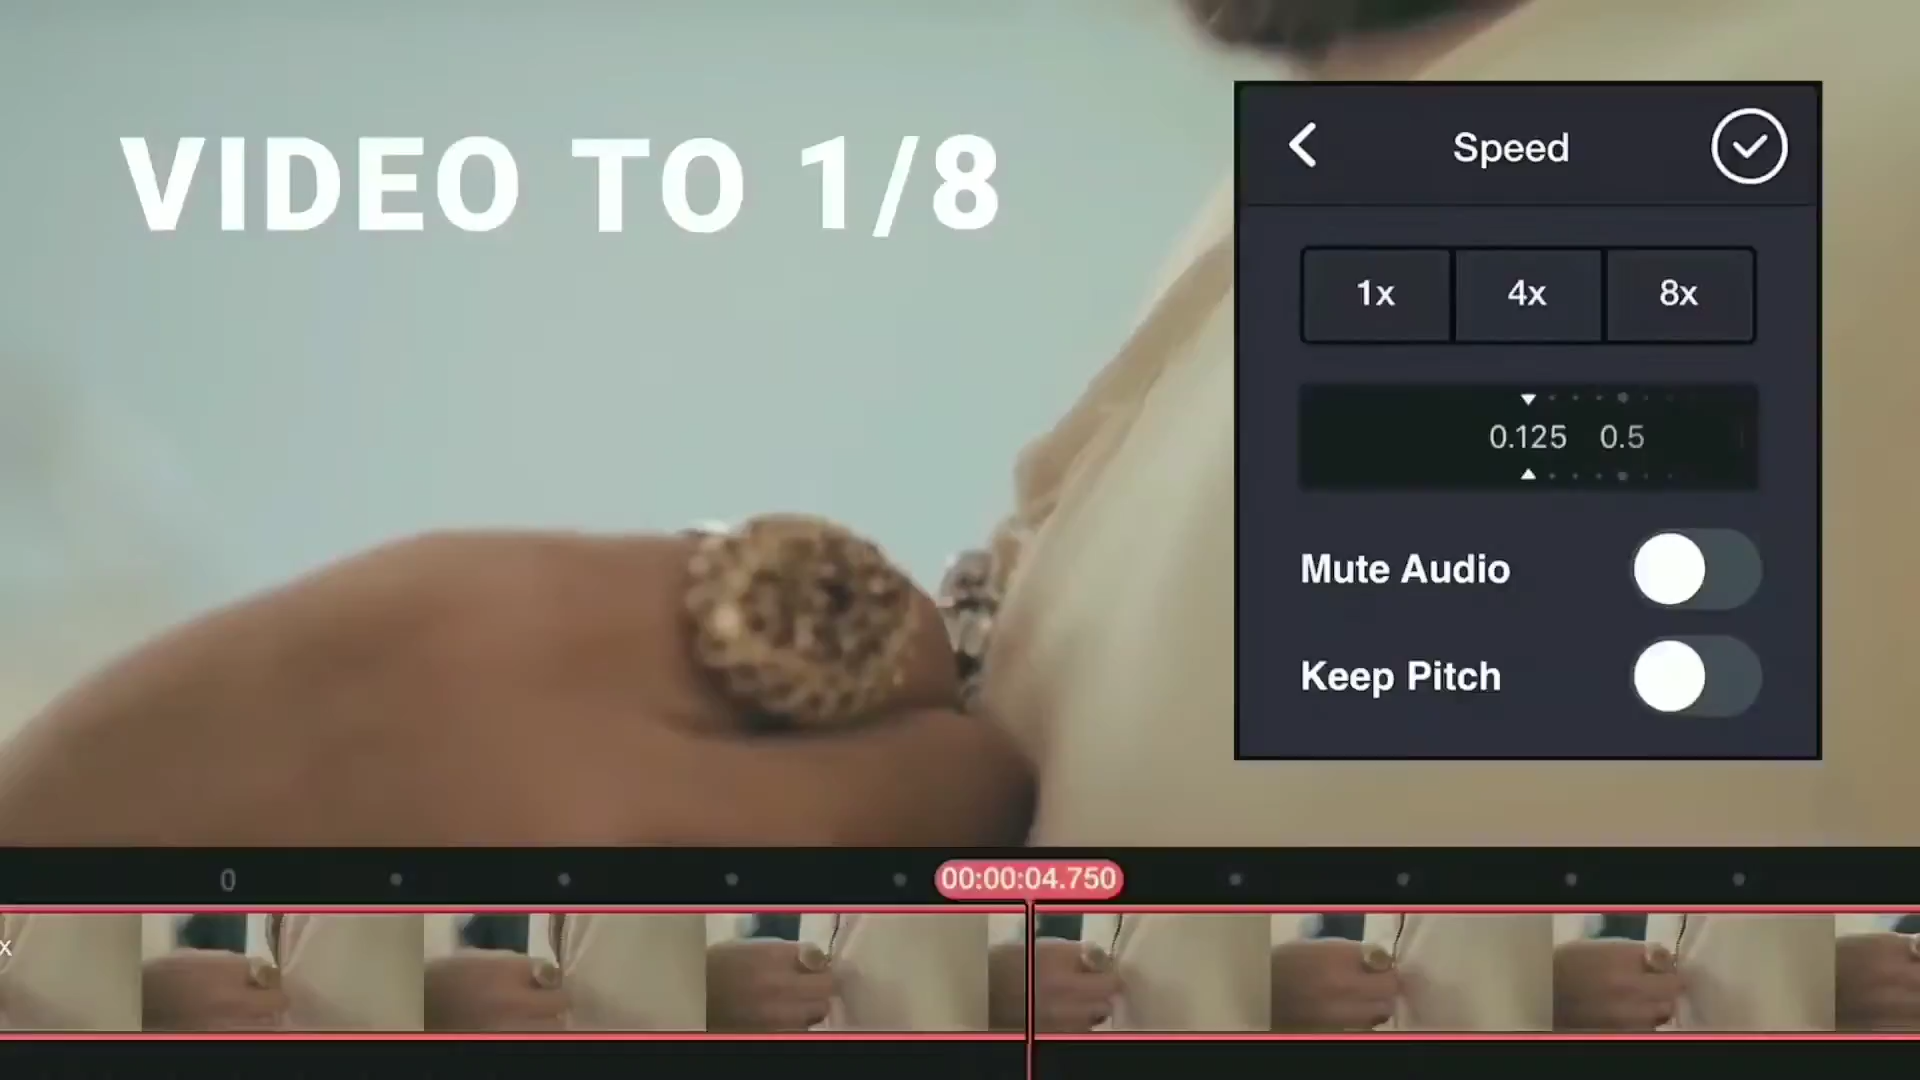 VIDEO TO 1/8
Speed
1x 4x 8x
0.125 0.5
Mute Audio
Keep Pitch
0
00:00:04.750
x